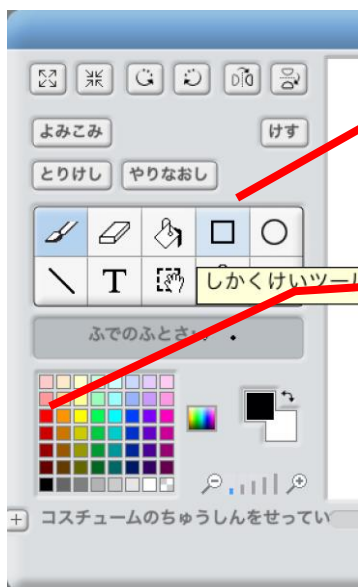 よみこみ けす
とりけし やりなおし
T
しかくけいツール
ふでのふとさ:
コスチュームのちゅうしんをせってい